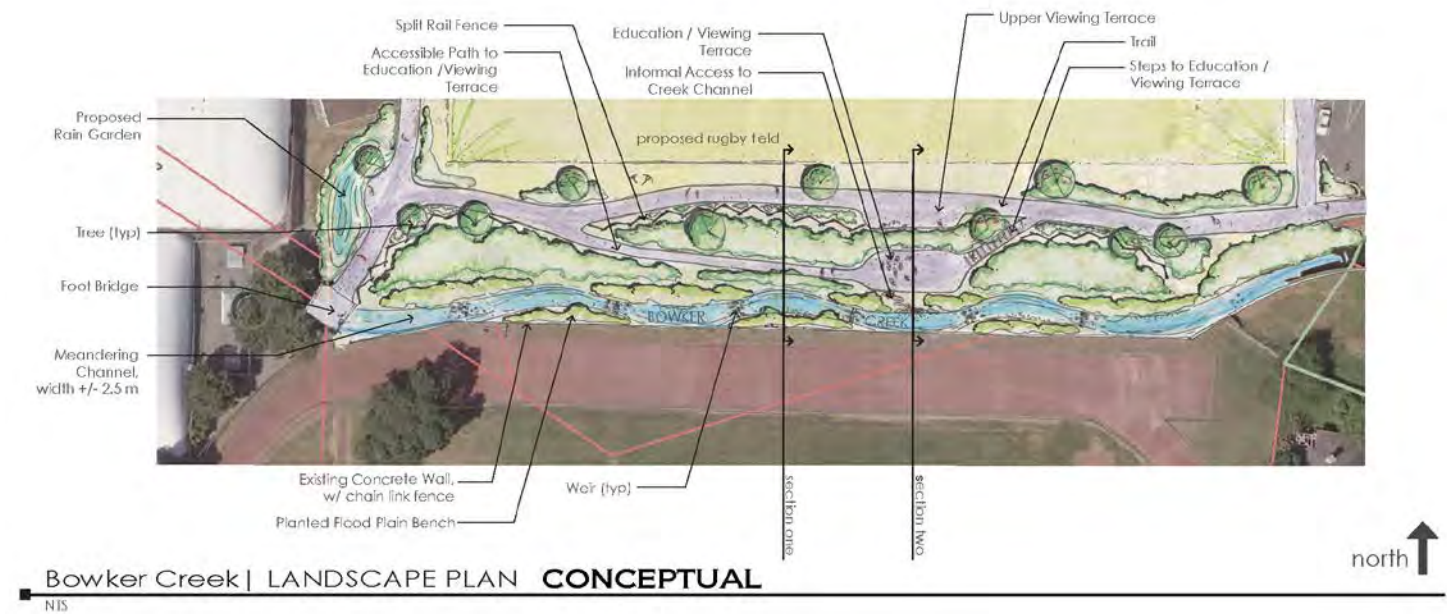 Split Rail Fence
Accessible Path to
Education /Viewing
Terrace
Education / Viewing
Terrace
Informal Access to
Creek Channel
Upper Viewing Terrace
Trail
Steps to Education /
Viewing Terrace
Proposed
Rain Garden
proposed rugby field
Tree (typ)
Foot Bridge
BOWKER
CREEK
Meandering
Channel,
width +/- 2.5 m
Existing Concrete Wall,
w/ chain link fence
Planted Flood Plain Bench
Weir (typ)
section one
section two
north
Bowker Creek | LANDSCAPE PLAN CONCEPTUAL
NTS